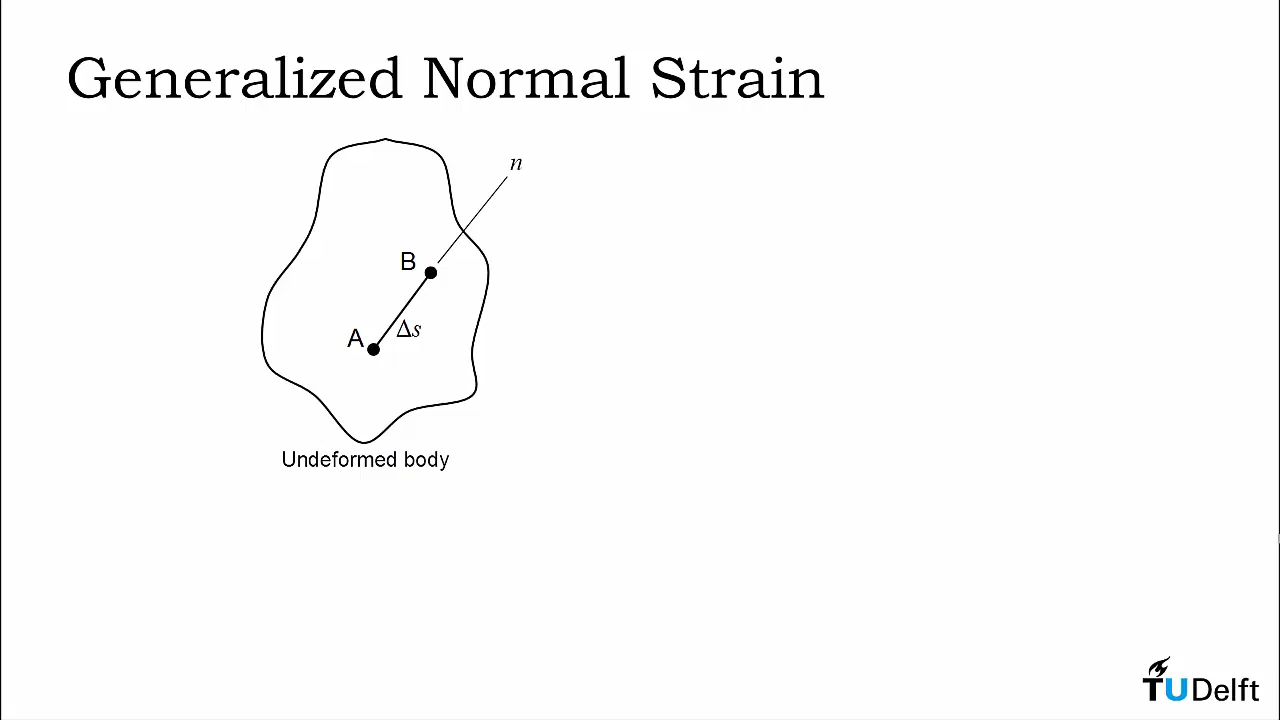 Generalized Normal Strain
n
B
A
Δs
Undeformed body
TUDelft